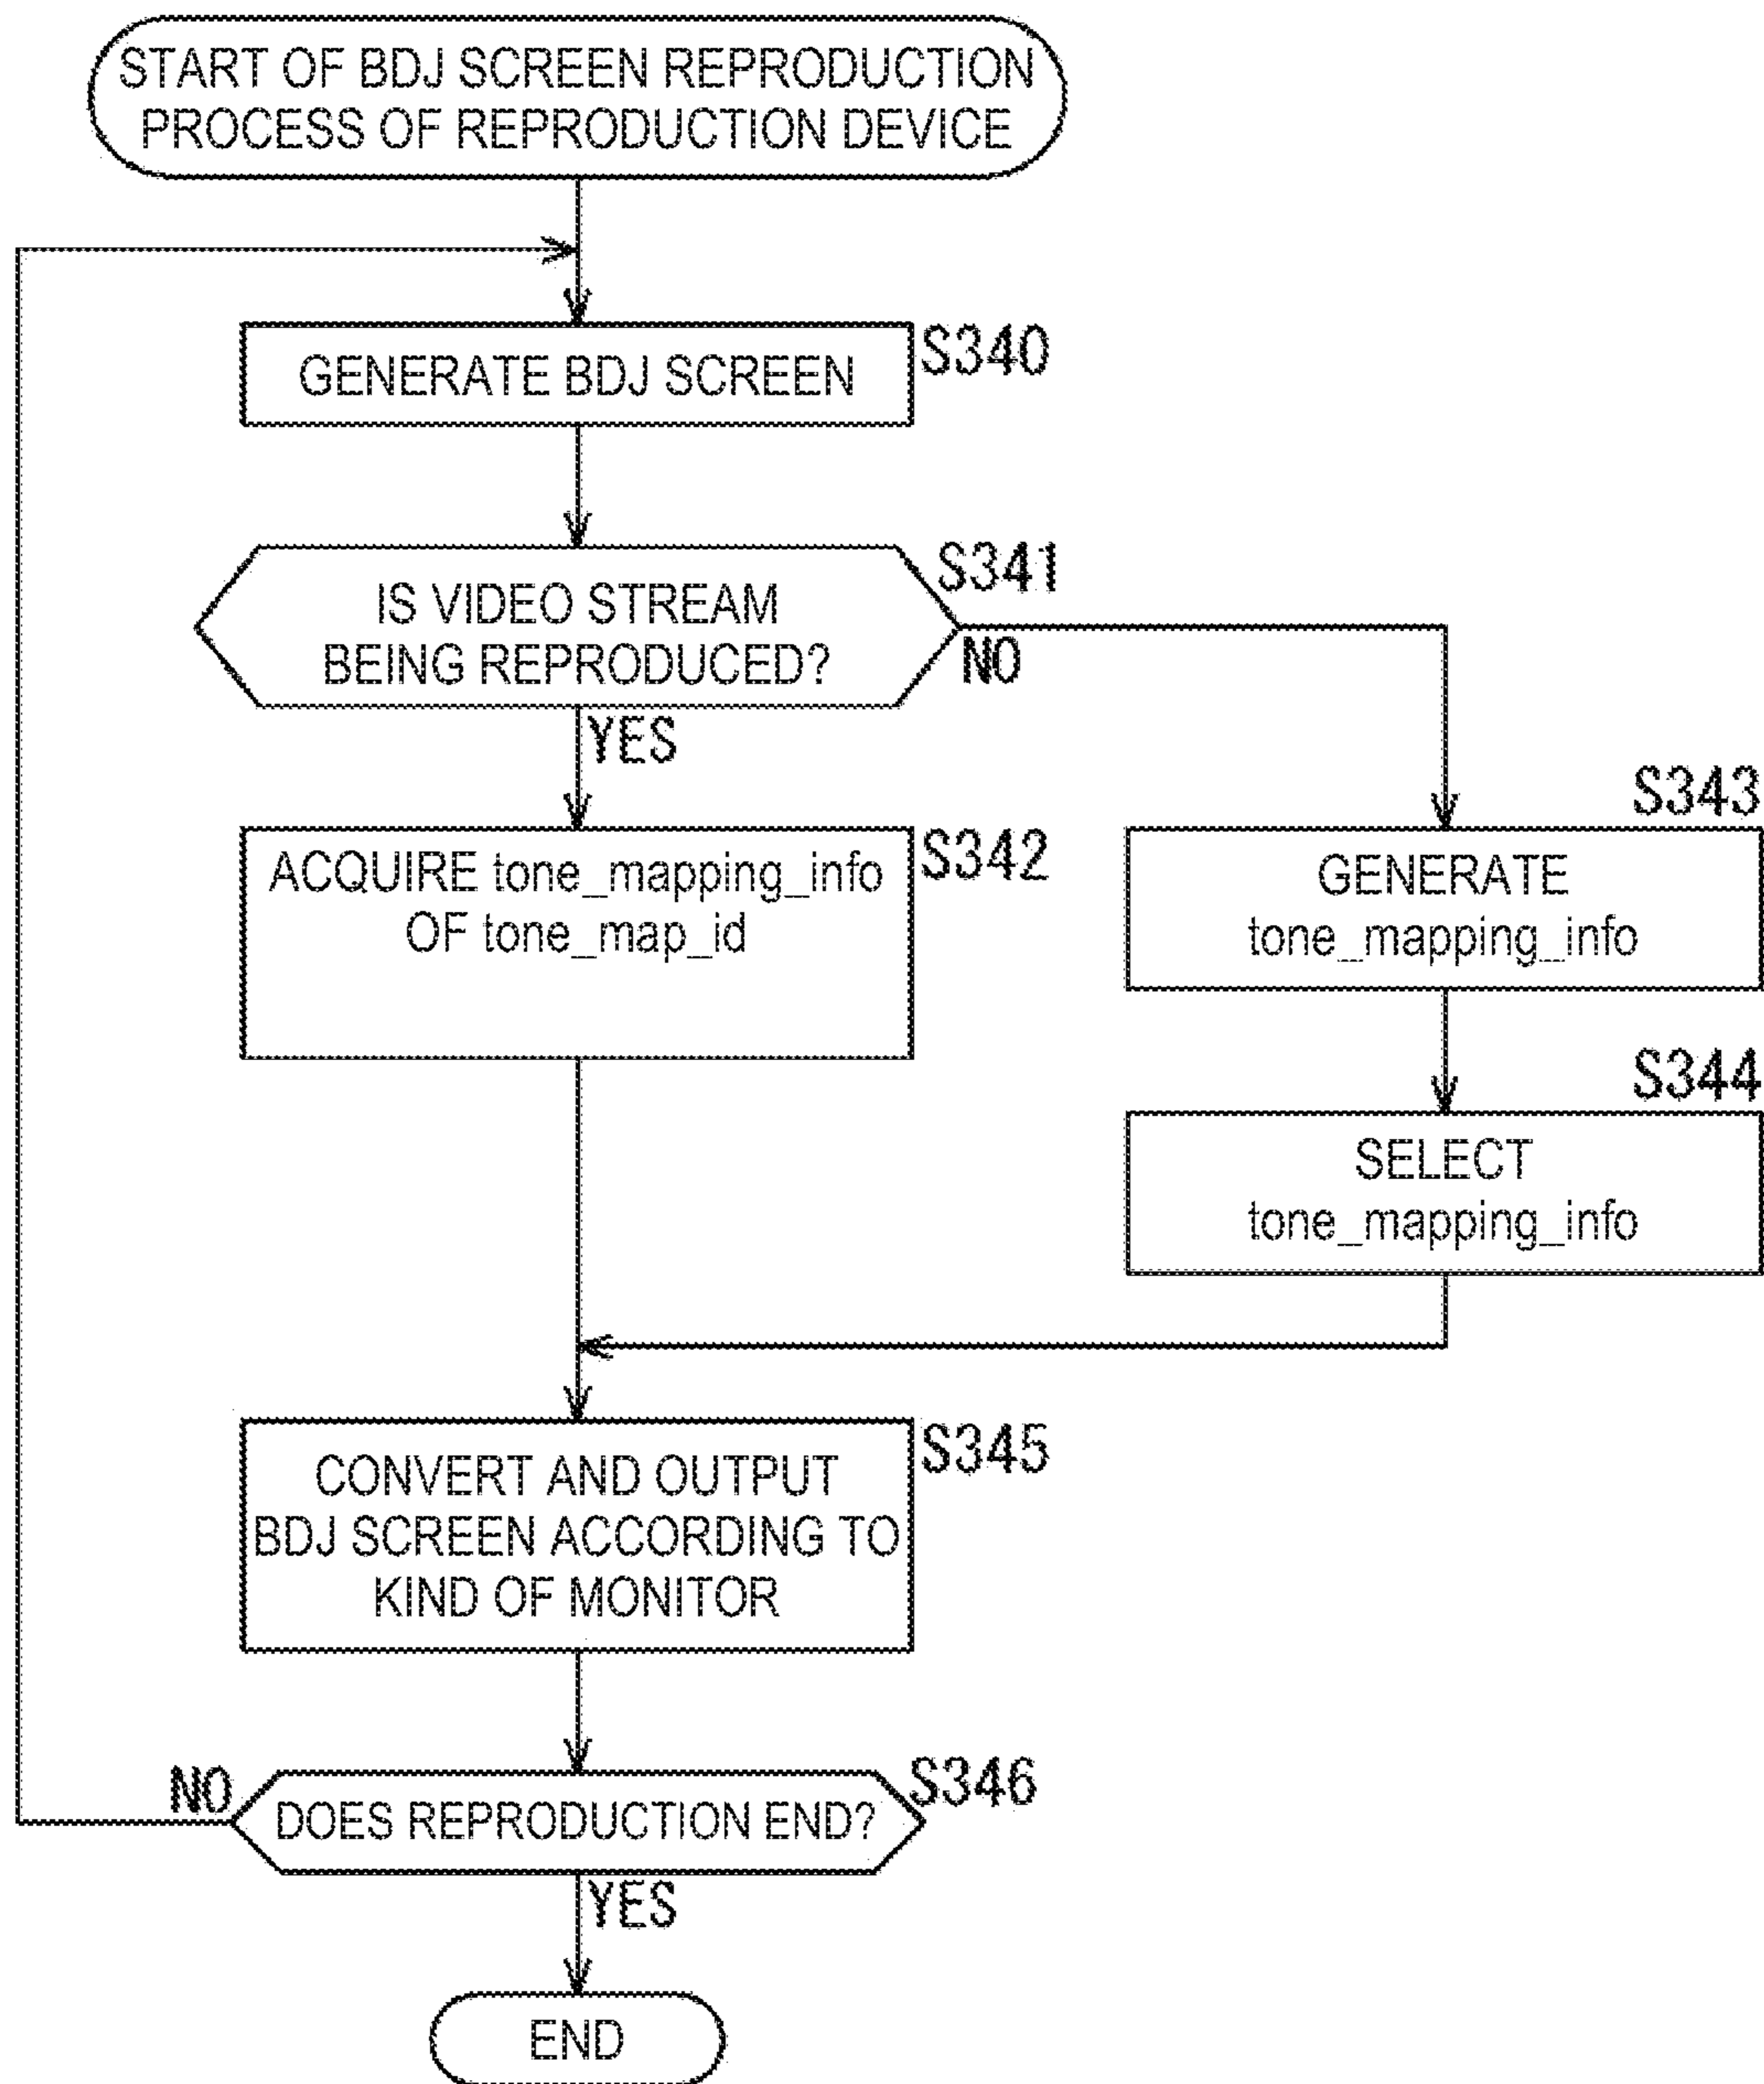 START OF BDJ SCREEN REPRODUCTION
PROCESS OF REPRODUCTION DEVICE
GENERATE BDJ SCREEN
S340
IS VIDEO STREAM
BEING REPRODUCED?
S341
NO
YES
ACQUIRE tone_mapping_info
OF tone_map_id
S342
S343
GENERATE
tone_mapping_info
S344
SELECT
tone_mapping_info
CONVERT AND OUTPUT
BDJ SCREEN ACCORDING TO
KIND OF MONITOR
S345
NO
DOES REPRODUCTION END?
S346
YES
END